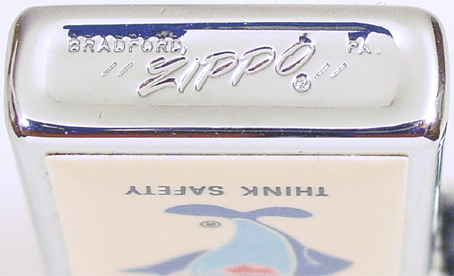 BRADFORD, PA.
// ZIPPO ® --
THINK SAFETY